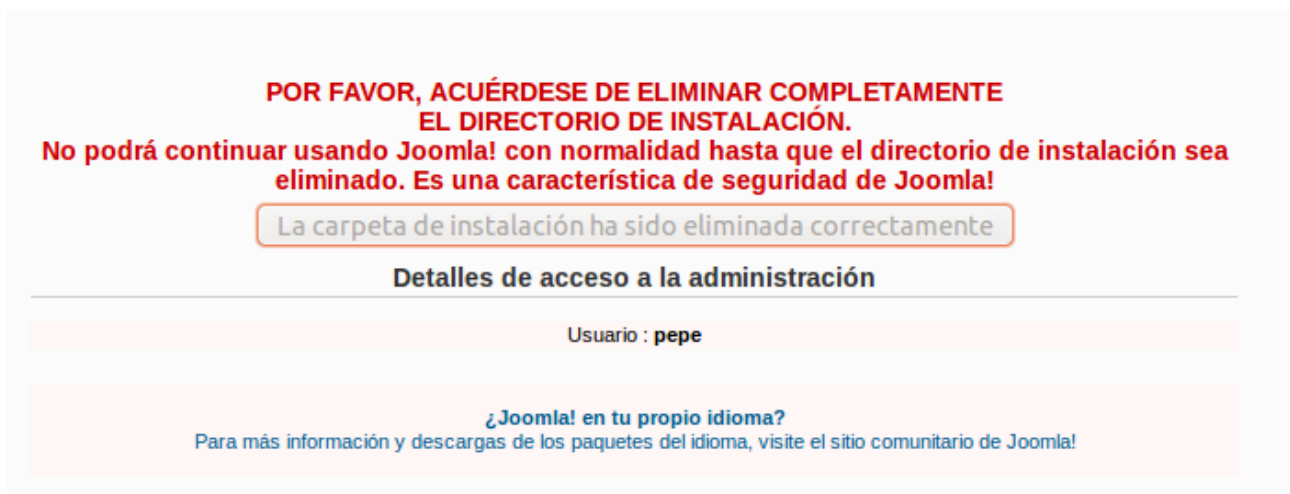 POR FAVOR, ACUÉRDESE DE ELIMINAR COMPLETAMENTE
EL DIRECTORIO DE INSTALACIÓN.
No podrá continuar usando Joomla! con normalidad hasta que el directorio de instalación sea
eliminado. Es una característica de seguridad de Joomla!
La carpeta de instalación ha sido eliminada correctamente
Detalles de acceso a la administración
Usuario : pepe
¿Joomla! en tu propio idioma?
Para más información y descargas de los paquetes del idioma, visite el sitio comunitario de Joomla!